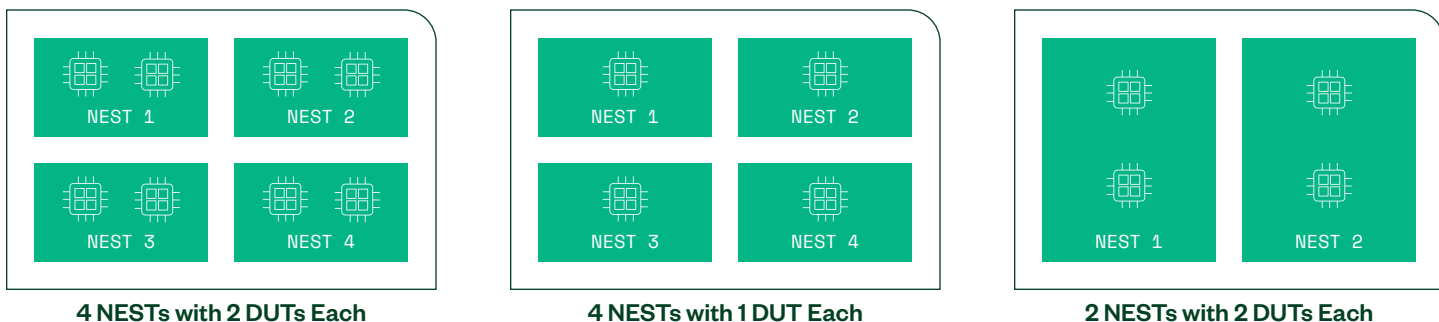 NEST 1
NEST 2
NEST 3
NEST 4
4 NESTs with 2 DUTs Each
NEST 1
NEST 2
NEST 3
NEST 4
4 NESTs with 1 DUT Each
NEST 1
NEST 2
2 NESTs with 2 DUTs Each